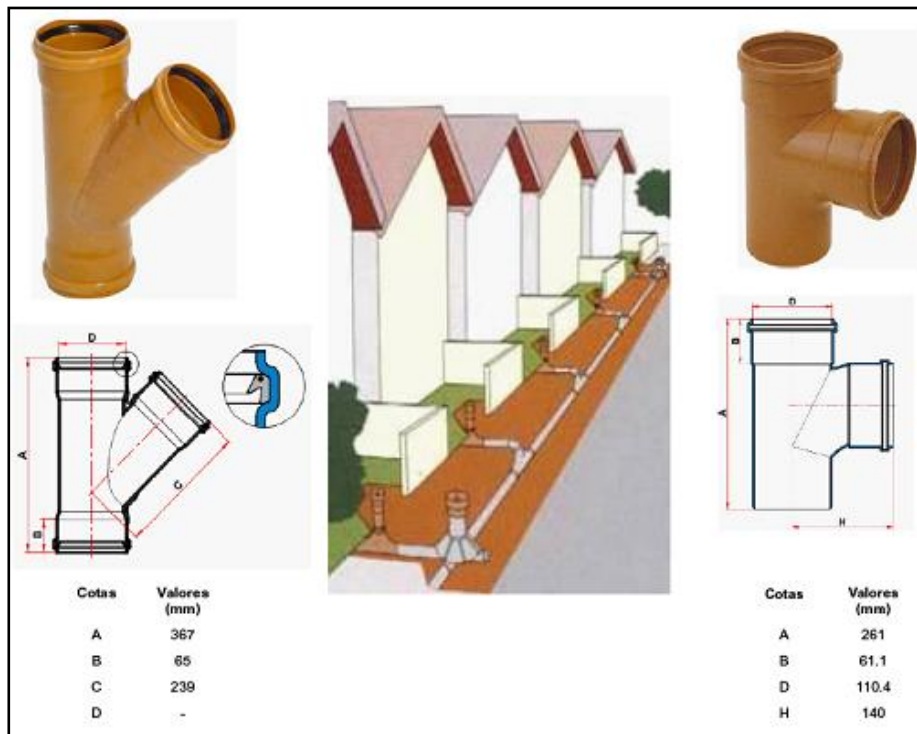 D
A
B
C
Cotas Valores
(mm)
A 367
B 65
C 239
D -
D
B
A
H
Cotas Valores
(mm)
A 261
B 61.1
D 110.4
H 140